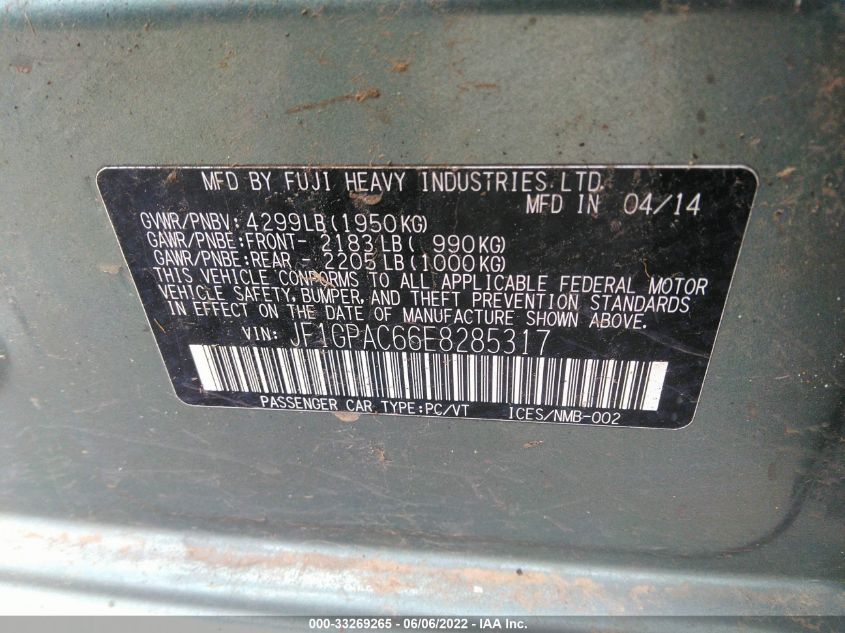 MFD BY FUJI HEAVY INDUSTRIES LTD.
MFD IN 04/14
GVWR/PNBV: 4299LB(1950KG)
GAWR/PNBE:FRONT- 2183LB( 990KG)
GAWR/PNBE:REAR - 2205LB(1000KG)
THIS VEHICLE CONFORMS TO ALL APPLICABLE FEDERAL MOTOR
VEHICLE SAFETY, BUMPER, AND THEFT PREVENTION STANDARDS
IN EFFECT ON THE DATE OF MANUFACTURE SHOWN ABOVE.
VIN: JF1GPAC66E8285317
PASSENGER CAR TYPE:PC/VT ICES/NMB-002
000-33269265 - 06/06/2022 - IAA Inc.